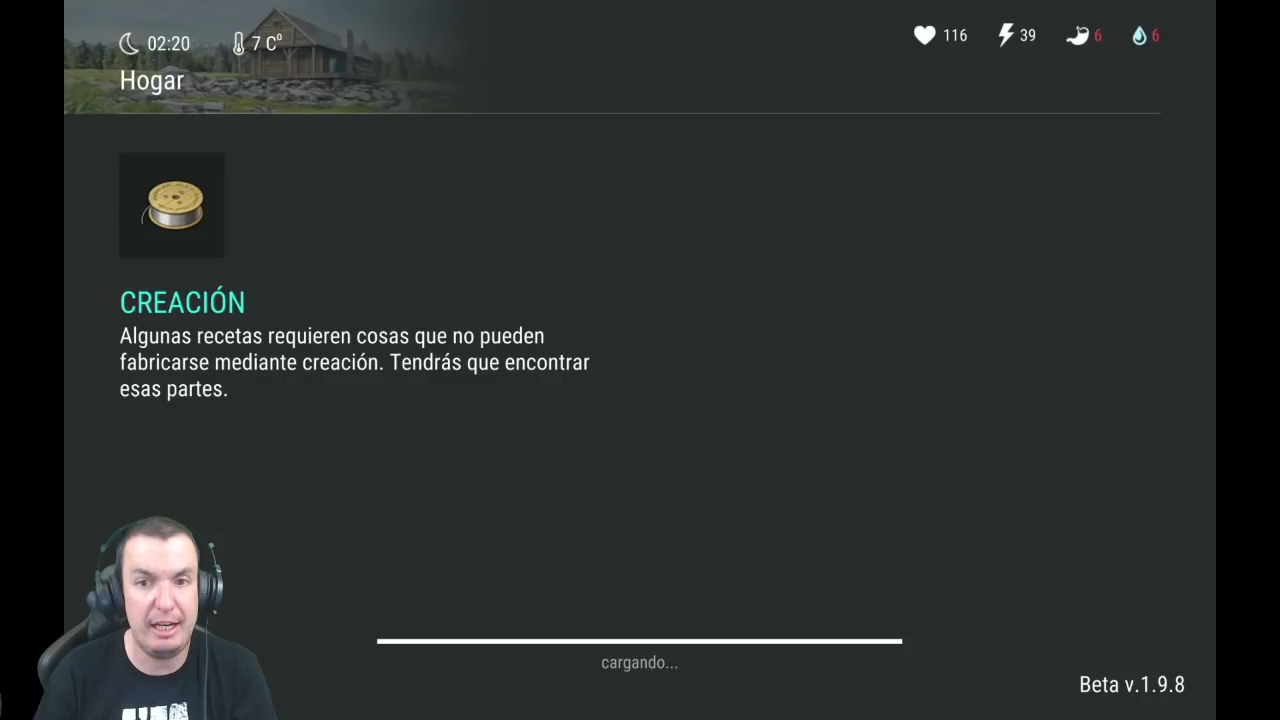 02:20 7 Cº
Hogar
116 39 6 6
CREACIÓN
Algunas recetas requieren cosas que no pueden
fabricarse mediante creación. Tendrás que encontrar
esas partes.
cargando...
Beta v.1.9.8